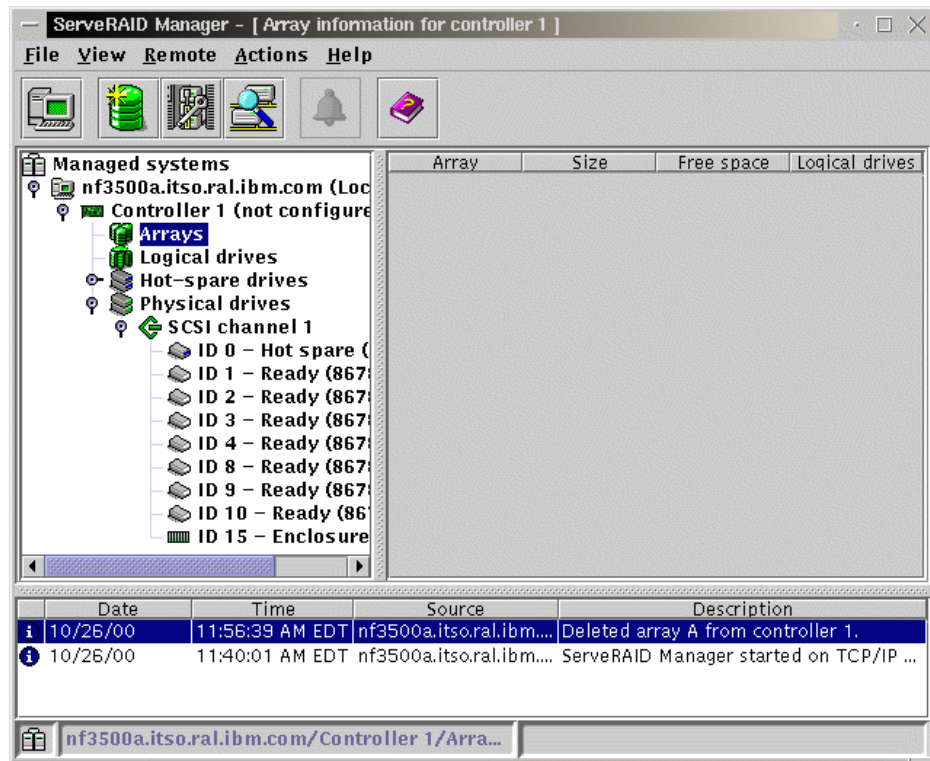 ServeRAID Manager - [ Array information for controller 1 ]
File View Remote Actions Help
Managed systems
nf3500a.itso.ral.ibm.com (Loc
Controller 1 (not configure
Arrays
Logical drives
Hot-spare drives
Physical drives
SCSI channel 1
ID 0 - Hot spare (
ID 1 - Ready (867
ID 2 - Ready (867
ID 3 - Ready (867
ID 4 - Ready (867
ID 8 - Ready (867
ID 9 - Ready (867
ID 10 - Ready (86
ID 15 - Enclosure
Array Size Free space Logical drives
Date Time Source Description
10/26/00 11:56:39 AM EDT nf3500a.itso.ral.ibm.... Deleted array A from controller 1.
10/26/00 11:40:01 AM EDT nf3500a.itso.ral.ibm.... ServeRAID Manager started on TCP/IP ...
nf3500a.itso.ral.ibm.com/Controller 1/Arra...